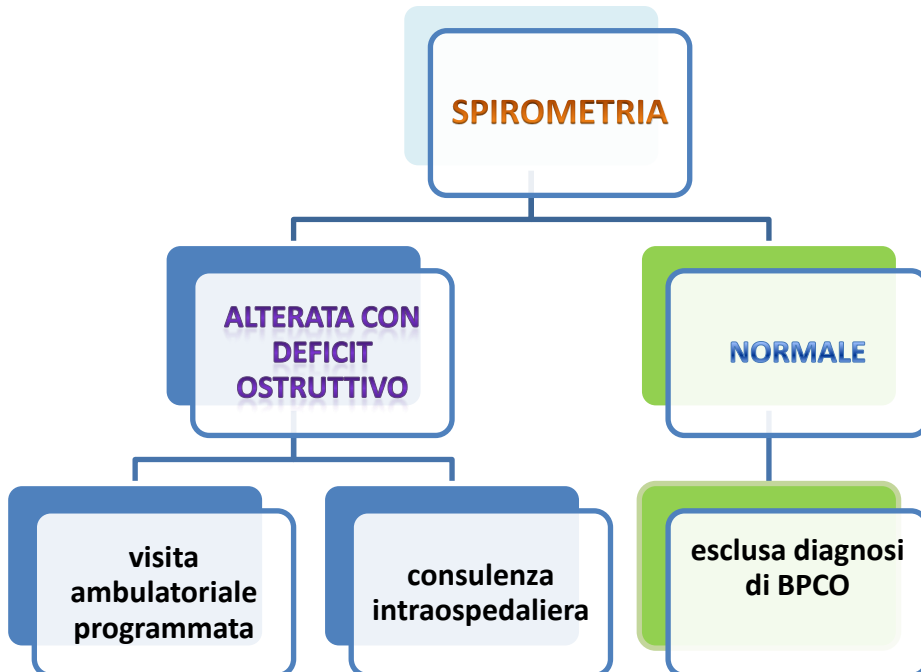 SPIROMETRIA
ALTERATA CON
DEFICIT
OSTRUTTIVO
NORMALE
visita
ambulatoriale
programmata
consulenza
intraospedaliera
esclusa diagnosi
di BPCO